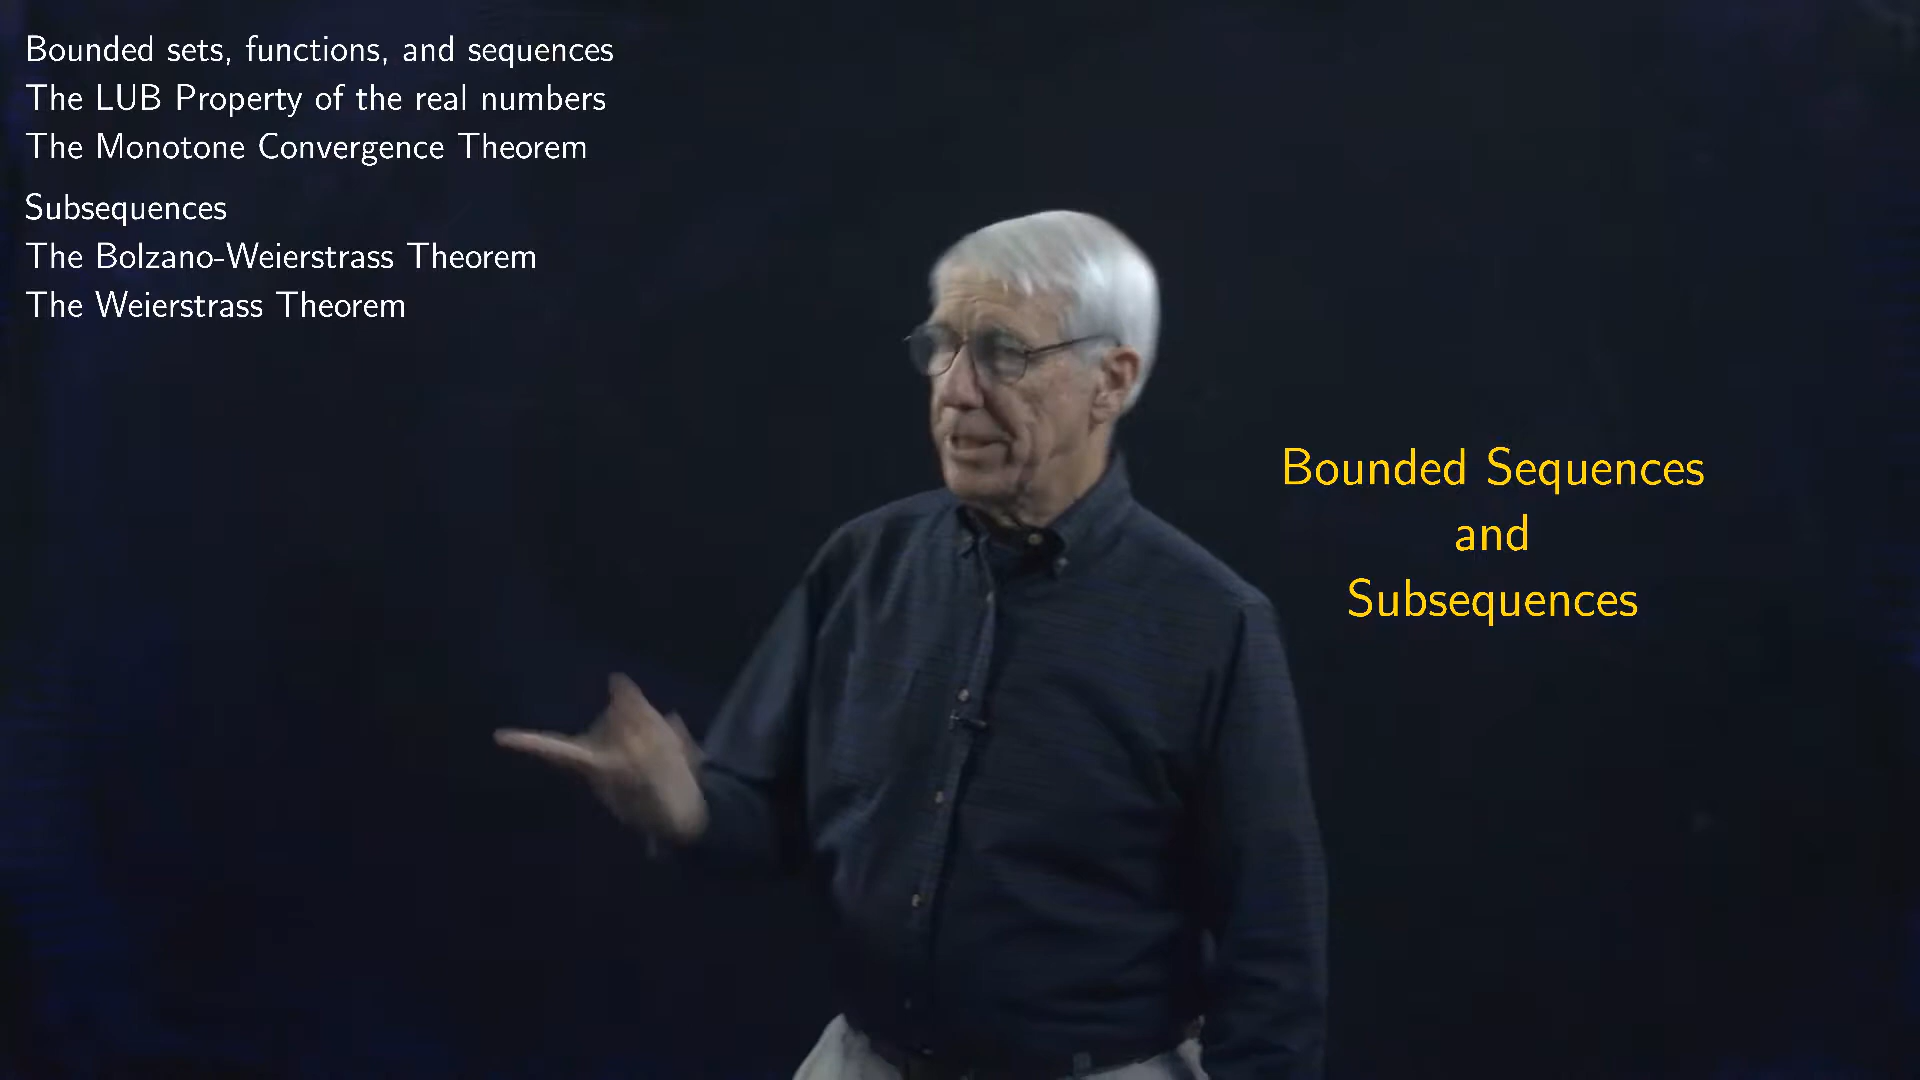 Bounded sets, functions, and sequences
The LUB Property of the real numbers
The Monotone Convergence Theorem
Subsequences
The Bolzano-Weierstrass Theorem
The Weierstrass Theorem
Bounded Sequences
and
Subsequences